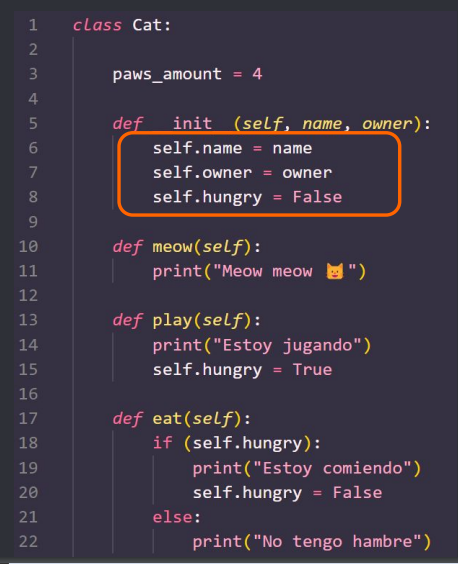 1 class Cat:
2
3 paws_amount = 4
4
5 def __init__(self, name, owner):
6 self.name = name
7 self.owner = owner
8 self.hungry = False
9
10 def meow(self):
11 print("Meow meow 😺")
12
13 def play(self):
14 print("Estoy jugando")
15 self.hungry = True
16
17 def eat(self):
18 if (self.hungry):
19 print("Estoy comiendo")
20 self.hungry = False
21 else:
22 print("No tengo hambre")